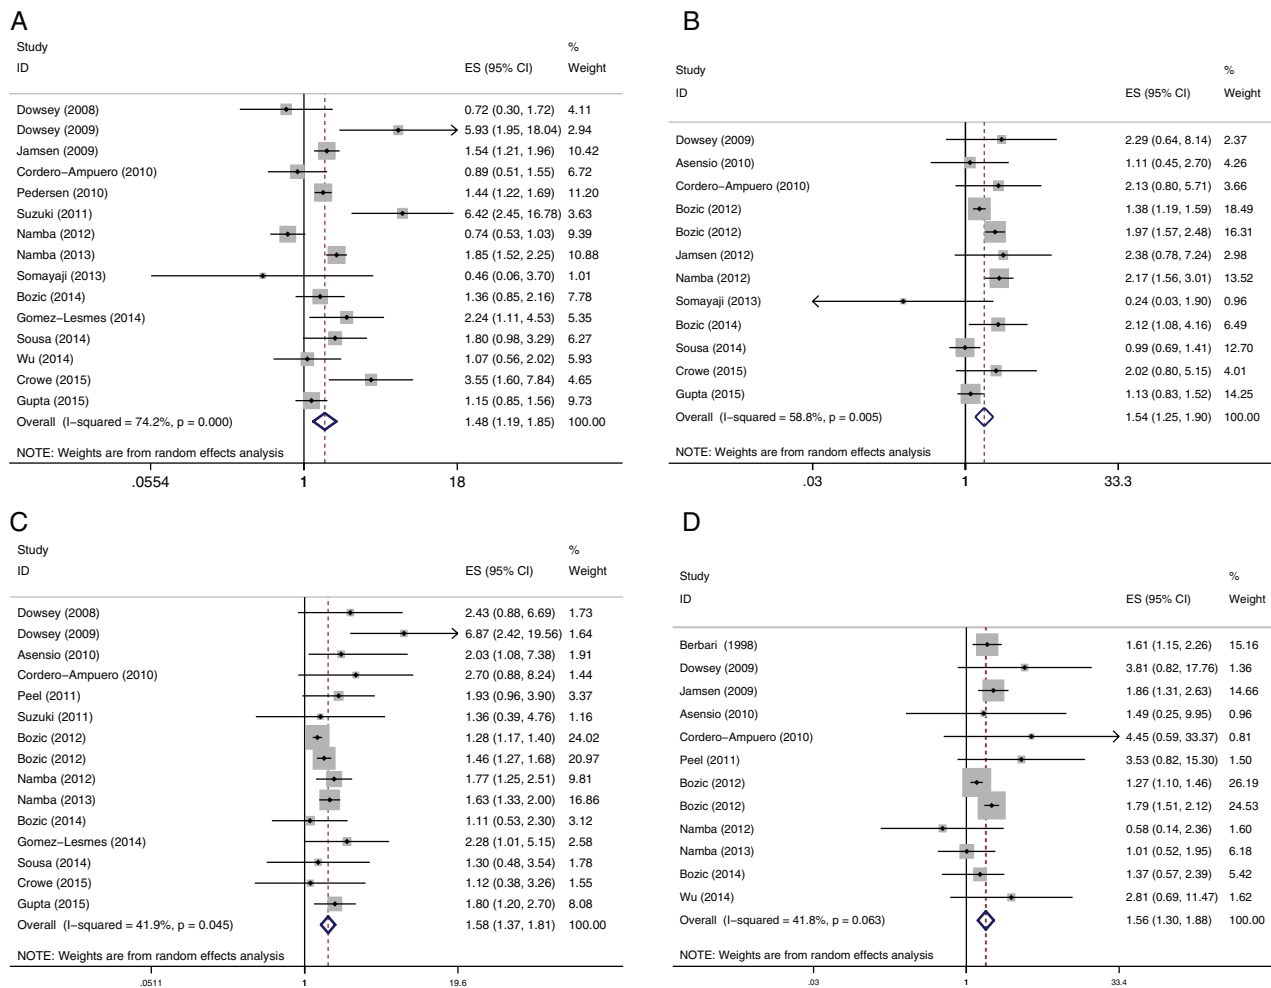 A
Study %
ID ES (95% CI) Weight
Dowsey (2008) 0.72 (0.30, 1.72) 4.11
Dowsey (2009) 5.93 (1.95, 18.04) 2.94
Jamsen (2009) 1.54 (1.21, 1.96) 10.42
Cordero−Ampuero (2010) 0.89 (0.51, 1.55) 6.72
Pedersen (2010) 1.44 (1.22, 1.69) 11.20
Suzuki (2011) 6.42 (2.45, 16.78) 3.63
Namba (2012) 0.74 (0.53, 1.03) 9.39
Namba (2013) 1.85 (1.52, 2.25) 10.88
Somayaji (2013) 0.46 (0.06, 3.70) 1.01
Bozic (2014) 1.36 (0.85, 2.16) 7.78
Gomez−Lesmes (2014) 2.24 (1.11, 4.53) 5.35
Sousa (2014) 1.80 (0.98, 3.29) 6.27
Wu (2014) 1.07 (0.56, 2.02) 5.93
Crowe (2015) 3.55 (1.60, 7.84) 4.65
Gupta (2015) 1.15 (0.85, 1.56) 9.73
Overall (I−squared = 74.2%, p = 0.000) 1.48 (1.19, 1.85) 100.00
NOTE: Weights are from random effects analysis
.0554 1 18
B
Study %
ID ES (95% CI) Weight
Dowsey (2009) 2.29 (0.64, 8.14) 2.37
Asensio (2010) 1.11 (0.45, 2.70) 4.26
Cordero−Ampuero (2010) 2.13 (0.80, 5.71) 3.66
Bozic (2012) 1.38 (1.19, 1.59) 18.49
Bozic (2012) 1.97 (1.57, 2.48) 16.31
Jamsen (2012) 2.38 (0.78, 7.24) 2.98
Namba (2012) 2.17 (1.56, 3.01) 13.52
Somayaji (2013) 0.24 (0.03, 1.90) 0.96
Bozic (2014) 2.12 (1.08, 4.16) 6.49
Sousa (2014) 0.99 (0.69, 1.41) 12.70
Crowe (2015) 2.02 (0.80, 5.15) 4.01
Gupta (2015) 1.13 (0.83, 1.52) 14.25
Overall (I−squared = 58.8%, p = 0.005) 1.54 (1.25, 1.90) 100.00
NOTE: Weights are from random effects analysis
.03 1 33.3
C
Study %
ID ES (95% CI) Weight
Dowsey (2008) 2.43 (0.88, 6.69) 1.73
Dowsey (2009) 6.87 (2.42, 19.56) 1.64
Asensio (2010) 2.03 (1.08, 7.38) 1.91
Cordero−Ampuero (2010) 2.70 (0.88, 8.24) 1.44
Peel (2011) 1.93 (0.96, 3.90) 3.37
Suzuki (2011) 1.36 (0.39, 4.76) 1.16
Bozic (2012) 1.28 (1.17, 1.40) 24.02
Bozic (2012) 1.46 (1.27, 1.68) 20.97
Namba (2012) 1.77 (1.25, 2.51) 9.81
Namba (2013) 1.63 (1.33, 2.00) 16.86
Bozic (2014) 1.11 (0.53, 2.30) 3.12
Gomez−Lesmes (2014) 2.28 (1.01, 5.15) 2.58
Sousa (2014) 1.30 (0.48, 3.54) 1.78
Crowe (2015) 1.12 (0.38, 3.26) 1.55
Gupta (2015) 1.80 (1.20, 2.70) 8.08
Overall (I−squared = 41.9%, p = 0.045) 1.58 (1.37, 1.81) 100.00
NOTE: Weights are from random effects analysis
.0511 1 19.6
D
Study %
ID ES (95% CI) Weight
Berbari (1998) 1.61 (1.15, 2.26) 15.16
Dowsey (2009) 3.81 (0.82, 17.76) 1.36
Jamsen (2009) 1.86 (1.31, 2.63) 14.66
Asensio (2010) 1.49 (0.25, 9.95) 0.96
Cordero−Ampuero (2010) 4.45 (0.59, 33.37) 0.81
Peel (2011) 3.53 (0.82, 15.30) 1.50
Bozic (2012) 1.27 (1.10, 1.46) 26.19
Bozic (2012) 1.79 (1.51, 2.12) 24.53
Namba (2012) 0.58 (0.14, 2.36) 1.60
Namba (2013) 1.01 (0.52, 1.95) 6.18
Bozic (2014) 1.37 (0.57, 2.39) 5.42
Wu (2014) 2.81 (0.69, 11.47) 1.62
Overall (I−squared = 41.8%, p = 0.063) 1.56 (1.30, 1.88) 100.00
NOTE: Weights are from random effects analysis
.03 1 33.4